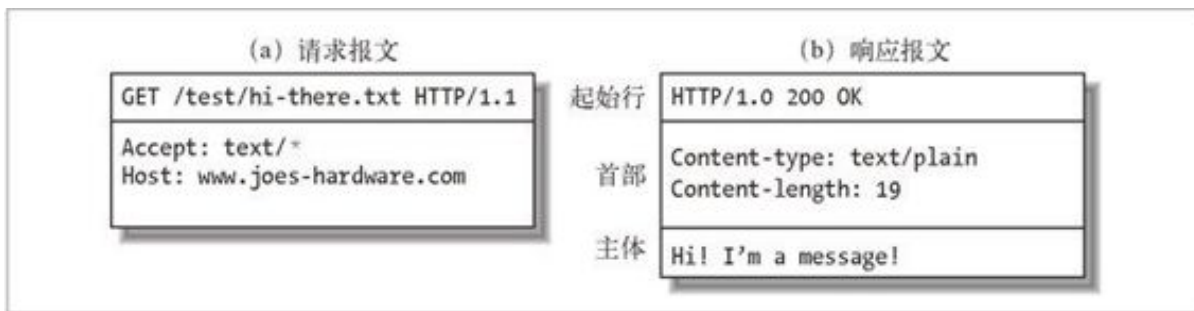 (a) 请求报文
GET /test/hi-there.txt HTTP/1.1
Accept: text/*
Host: www.joes-hardware.com
起始行
首部
主体
(b) 响应报文
HTTP/1.0 200 OK
Content-type: text/plain
Content-length: 19
Hi! I'm a message!